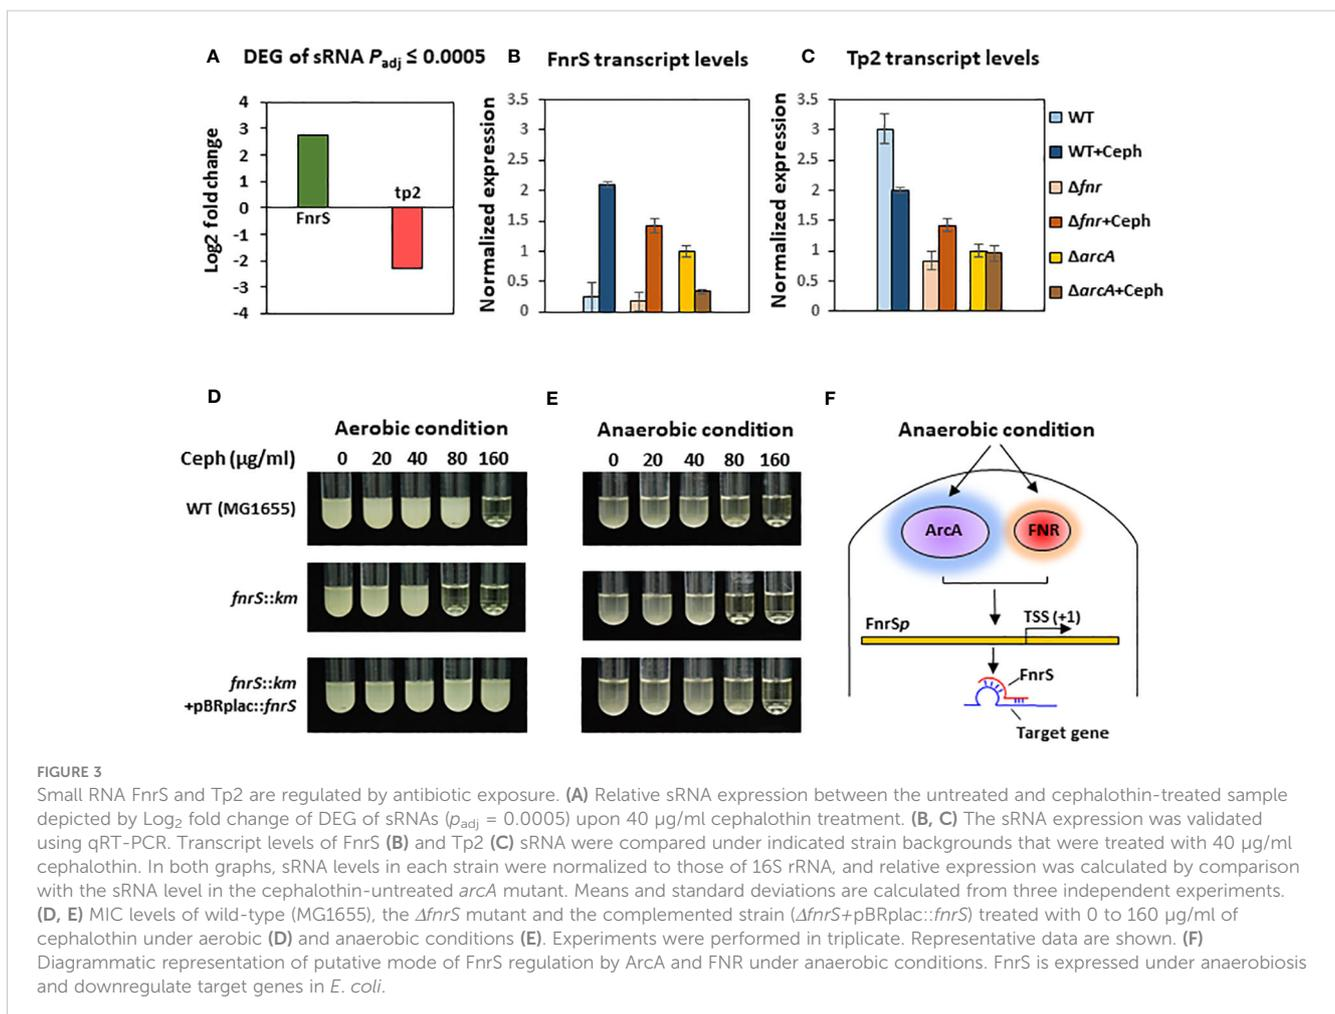 A DEG of sRNA Padj ≤ 0.0005
Log2 fold change
4
3
2
1
0
-1
-2
-3
-4
FnrS
tp2
B FnrS transcript levels
Normalized expression
3.5
3
2.5
2
1.5
1
0.5
0
C Tp2 transcript levels
Normalized expression
3.5
3
2.5
2
1.5
1
0.5
0
WT
WT+Ceph
Δfnr
Δfnr+Ceph
ΔarcA
ΔarcA+Ceph
D
Aerobic condition
Ceph (µg/ml) 0 20 40 80 160
WT (MG1655)
fnrS::km
fnrS::km
+pBRplac::fnrS
E
Anaerobic condition
0 20 40 80 160
F
Anaerobic condition
ArcA
FNR
FnrSp
TSS (+1)
FnrS
Target gene
FIGURE 3
Small RNA FnrS and Tp2 are regulated by antibiotic exposure. (A) Relative sRNA expression between the untreated and cephalothin-treated sample
depicted by Log2 fold change of DEG of sRNAs (padj = 0.0005) upon 40 µg/ml cephalothin treatment. (B, C) The sRNA expression was validated
using qRT-PCR. Transcript levels of FnrS (B) and Tp2 (C) sRNA were compared under indicated strain backgrounds that were treated with 40 µg/ml
cephalothin. In both graphs, sRNA levels in each strain were normalized to those of 16S rRNA, and relative expression was calculated by comparison
with the sRNA level in the cephalothin-untreated arcA mutant. Means and standard deviations are calculated from three independent experiments.
(D, E) MIC levels of wild-type (MG1655), the ΔfnrS mutant and the complemented strain (ΔfnrS+pBRplac::fnrS) treated with 0 to 160 µg/ml of
cephalothin under aerobic (D) and anaerobic conditions (E). Experiments were performed in triplicate. Representative data are shown. (F)
Diagrammatic representation of putative mode of FnrS regulation by ArcA and FNR under anaerobic conditions. FnrS is expressed under anaerobiosis
and downregulate target genes in E. coli.